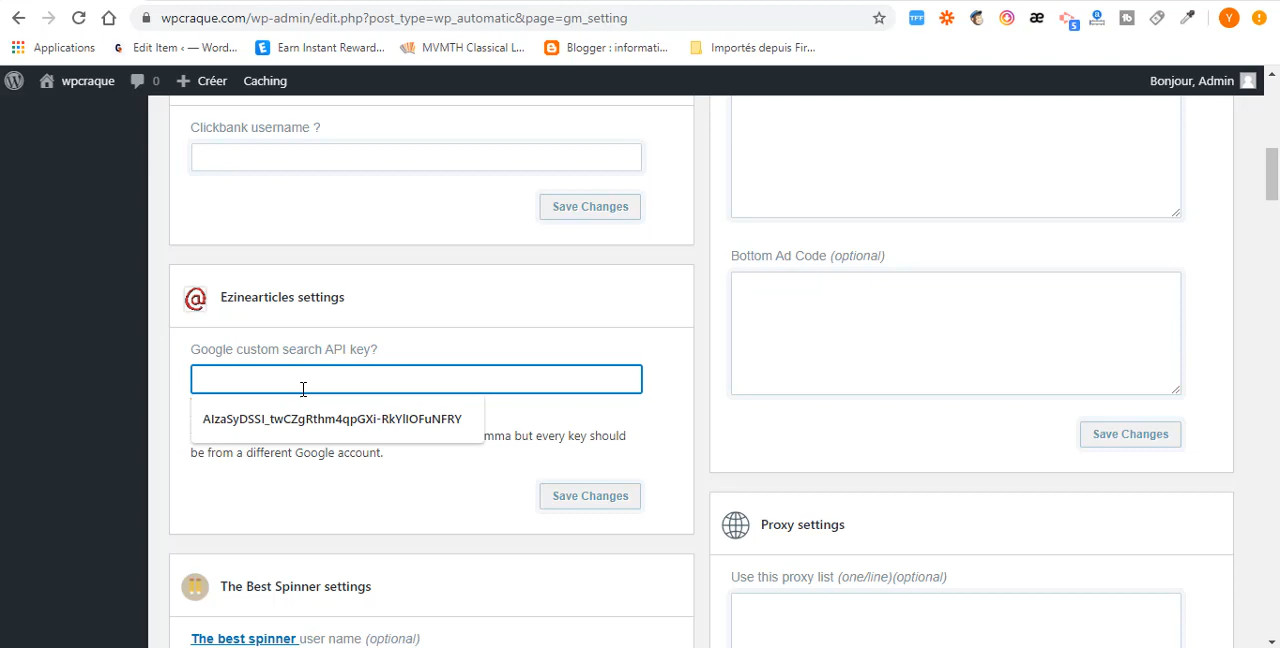 wpcraque.com/wp-admin/edit.php?post_type=wp_automatic&page=gm_setting
Applications
Edit Item ‹ — Word...
Earn Instant Reward...
MVMTH Classical L...
Blogger : informati...
Importés depuis Fir...
wpcraque
0
Créer
Caching
Bonjour, Admin
Clickbank username ?
Save Changes
Ezinearticles settings
Google custom search API key?
AIzaSyDSSI_twCZgRthm4qpGXi-RkYlIOFuNFRY
mma but every key should
be from a different Google account.
Save Changes
The Best Spinner settings
The best spinner user name (optional)
Bottom Ad Code (optional)
Save Changes
Proxy settings
Use this proxy list (one/line)(optional)